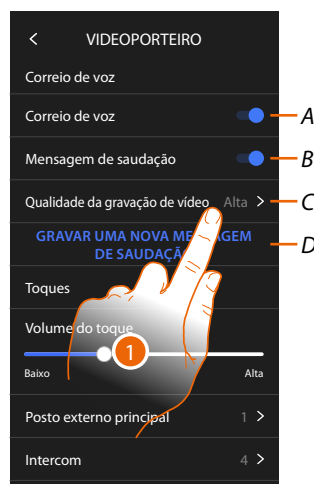 VIDEOPORTEIRO
Correio de voz
Correio de voz
A
Mensagem de saudação
B
Qualidade da gravação de vídeo Alta
C
GRAVAR UMA NOVA MENSAGEM
DE SAUDAÇÃO
D
Toques
Volume do toque
1
Baixo Alta
Posto externo principal 1
Intercom 4